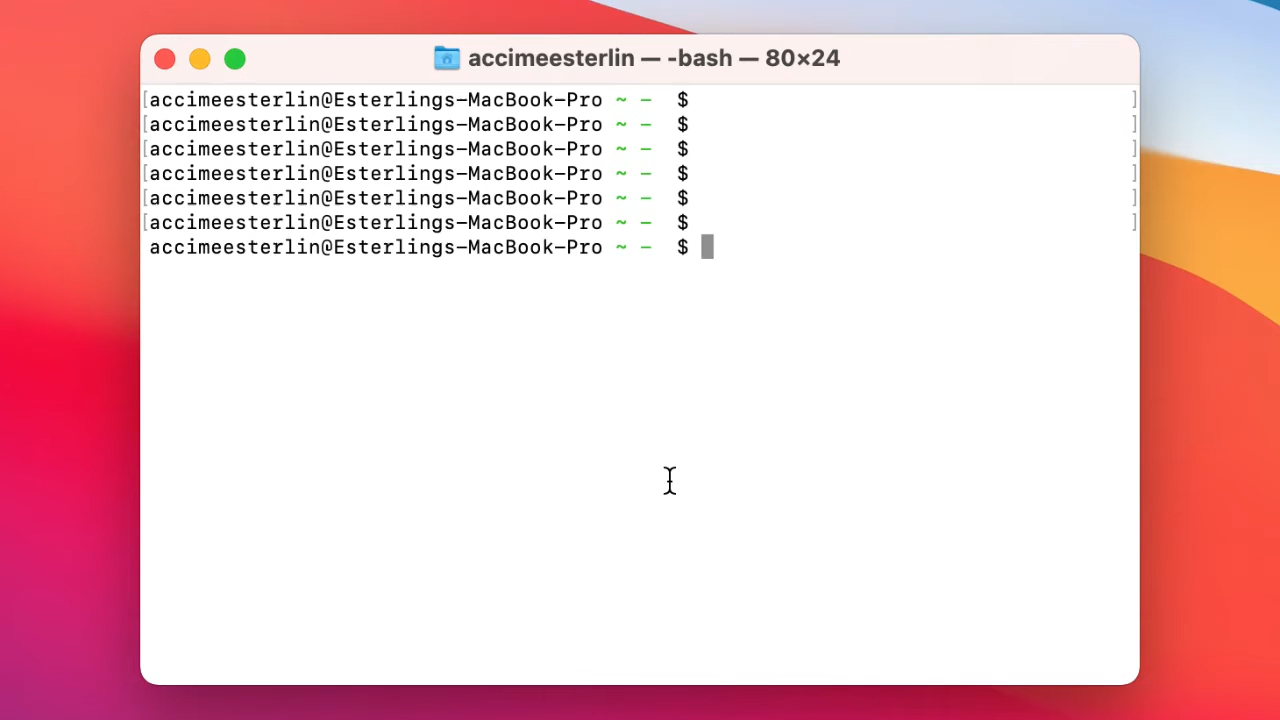 accimeesterlin — -bash — 80×24
[accimeesterlin@Esterlings-MacBook-Pro ~ –  $ ]
[accimeesterlin@Esterlings-MacBook-Pro ~ –  $ ]
[accimeesterlin@Esterlings-MacBook-Pro ~ –  $ ]
[accimeesterlin@Esterlings-MacBook-Pro ~ –  $ ]
[accimeesterlin@Esterlings-MacBook-Pro ~ –  $ ]
[accimeesterlin@Esterlings-MacBook-Pro ~ –  $ ]
accimeesterlin@Esterlings-MacBook-Pro ~ –  $